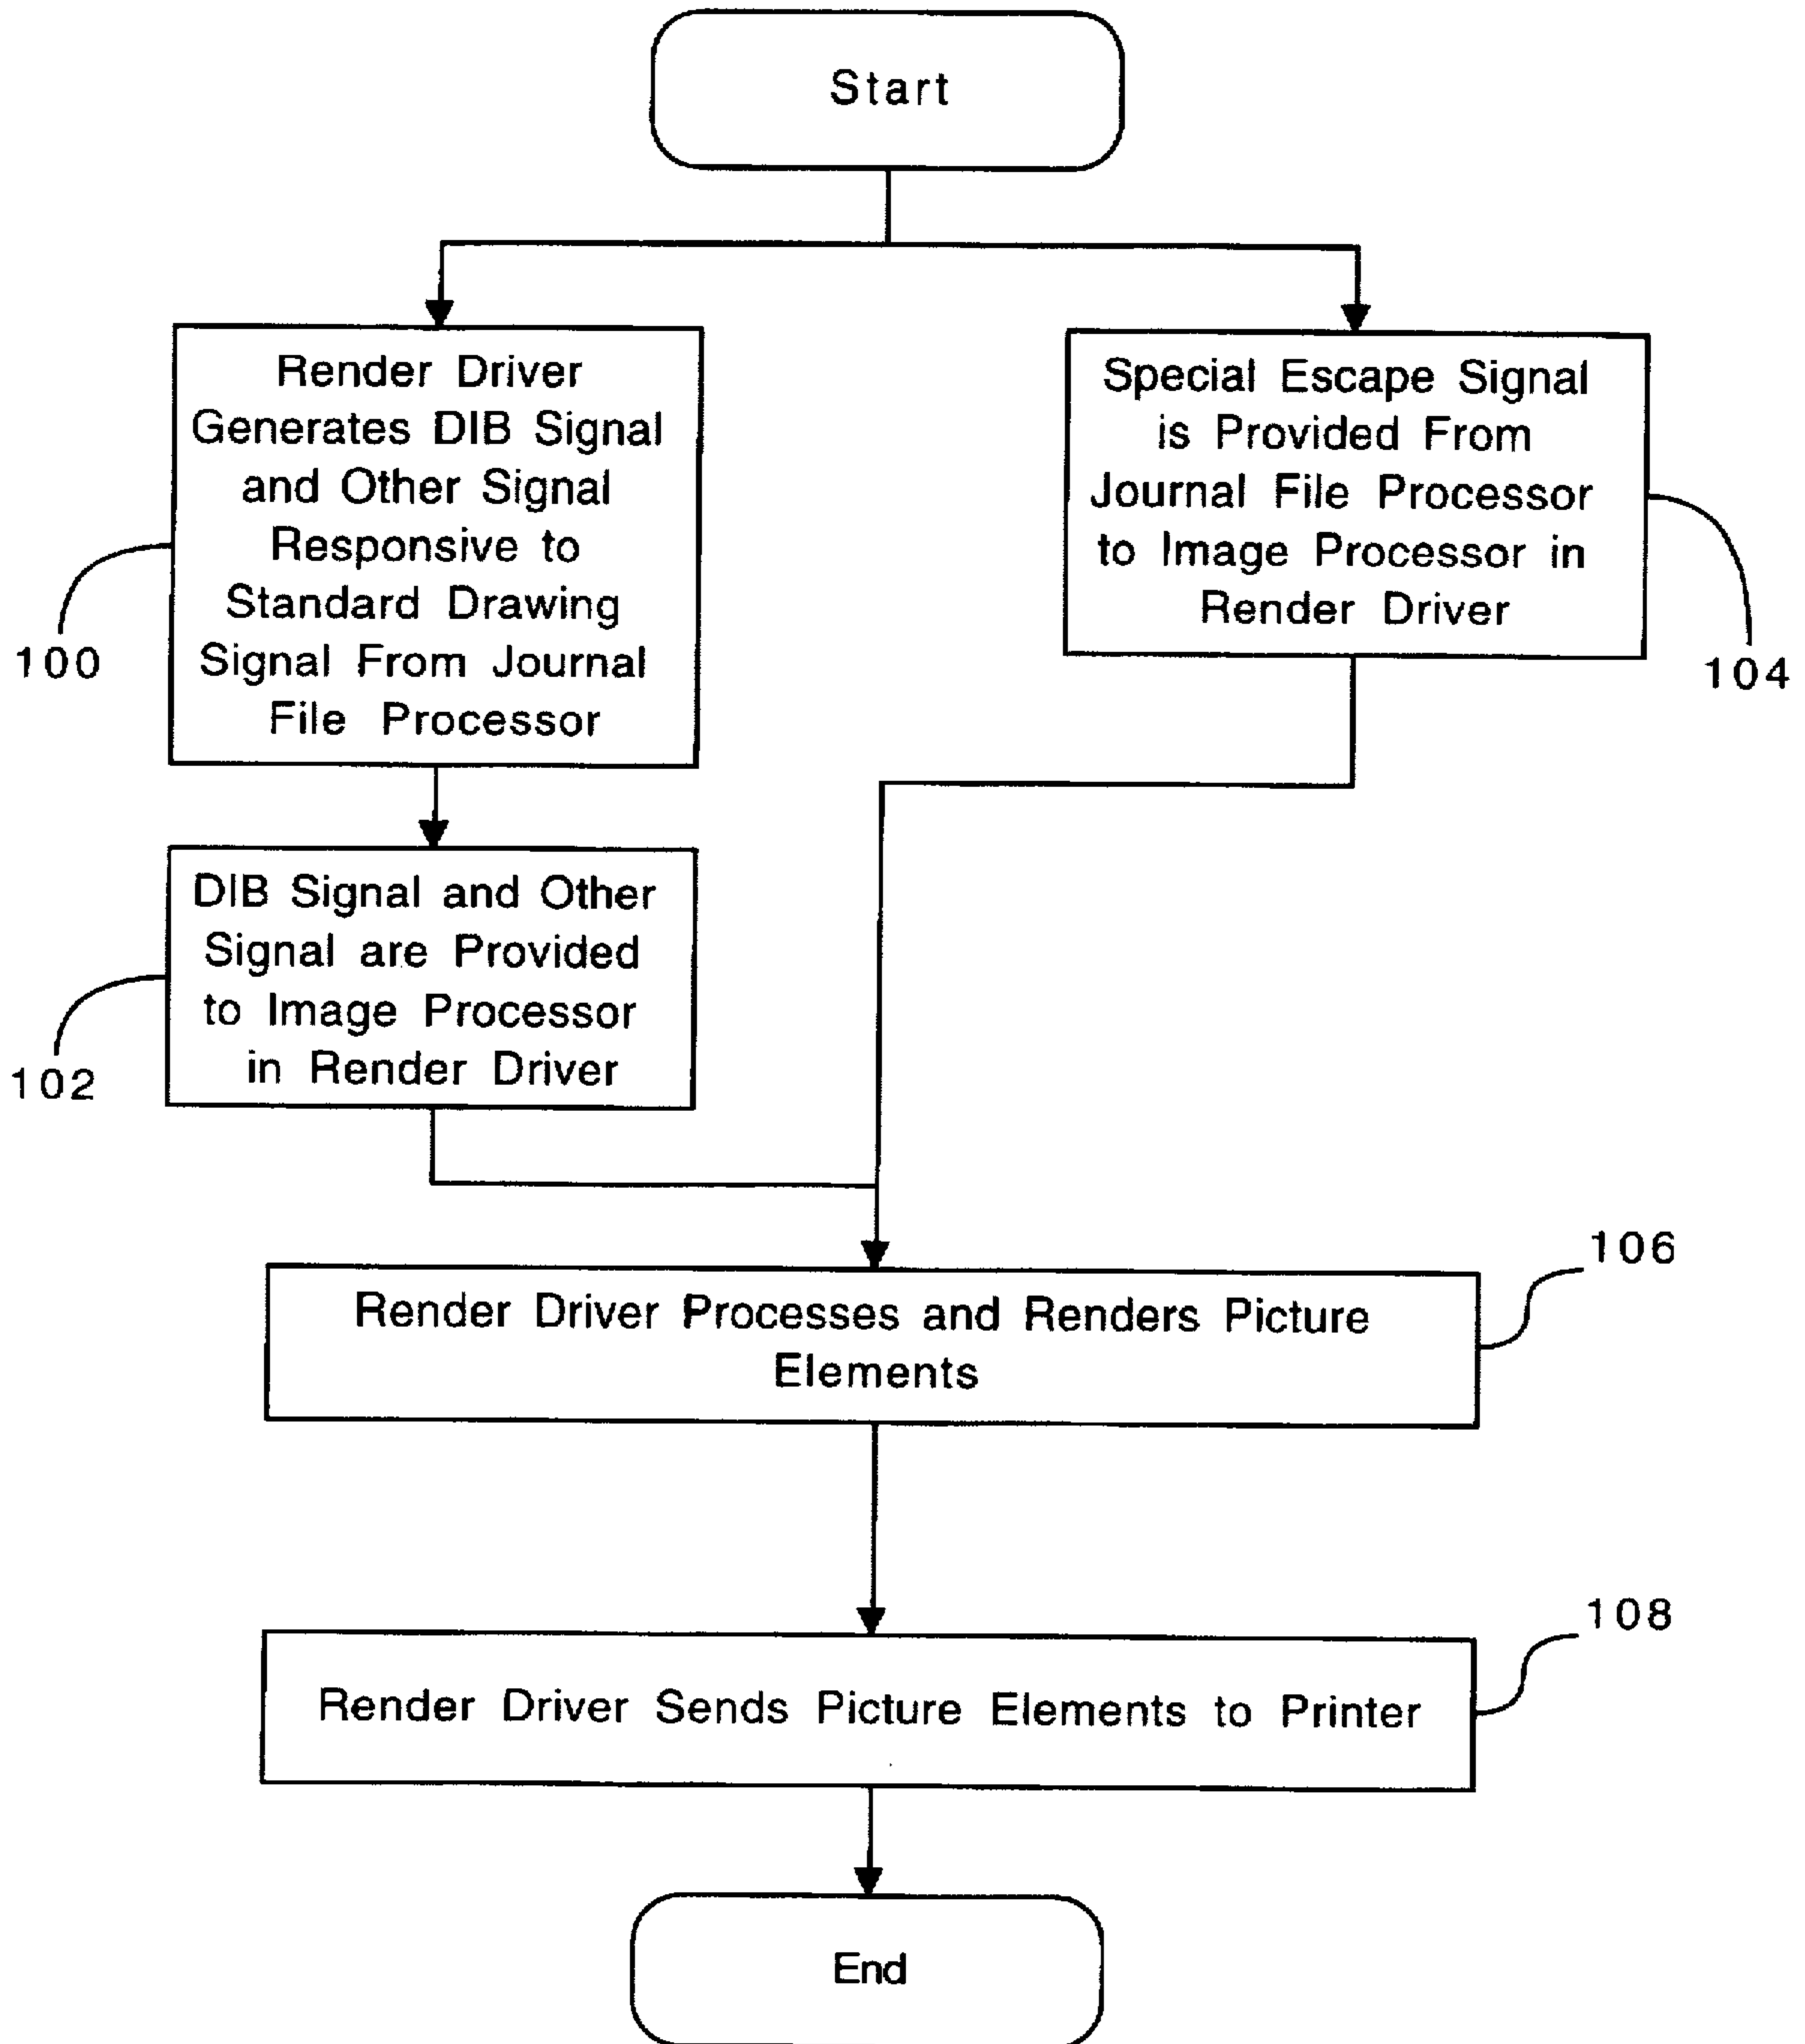 Start
Render Driver
Generates DIB Signal
and Other Signal
Responsive to
Standard Drawing
Signal From Journal
File Processor
100
Special Escape Signal
is Provided From
Journal File Processor
to Image Processor in
Render Driver
104
DIB Signal and Other
Signal are Provided
to Image Processor
in Render Driver
102
Render Driver Processes and Renders Picture
Elements
106
Render Driver Sends Picture Elements to Printer
108
End